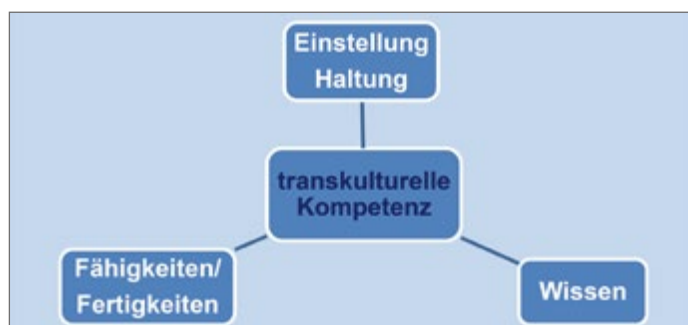 Einstellung
Haltung
transkulturelle
Kompetenz
Fähigkeiten/
Fertigkeiten
Wissen